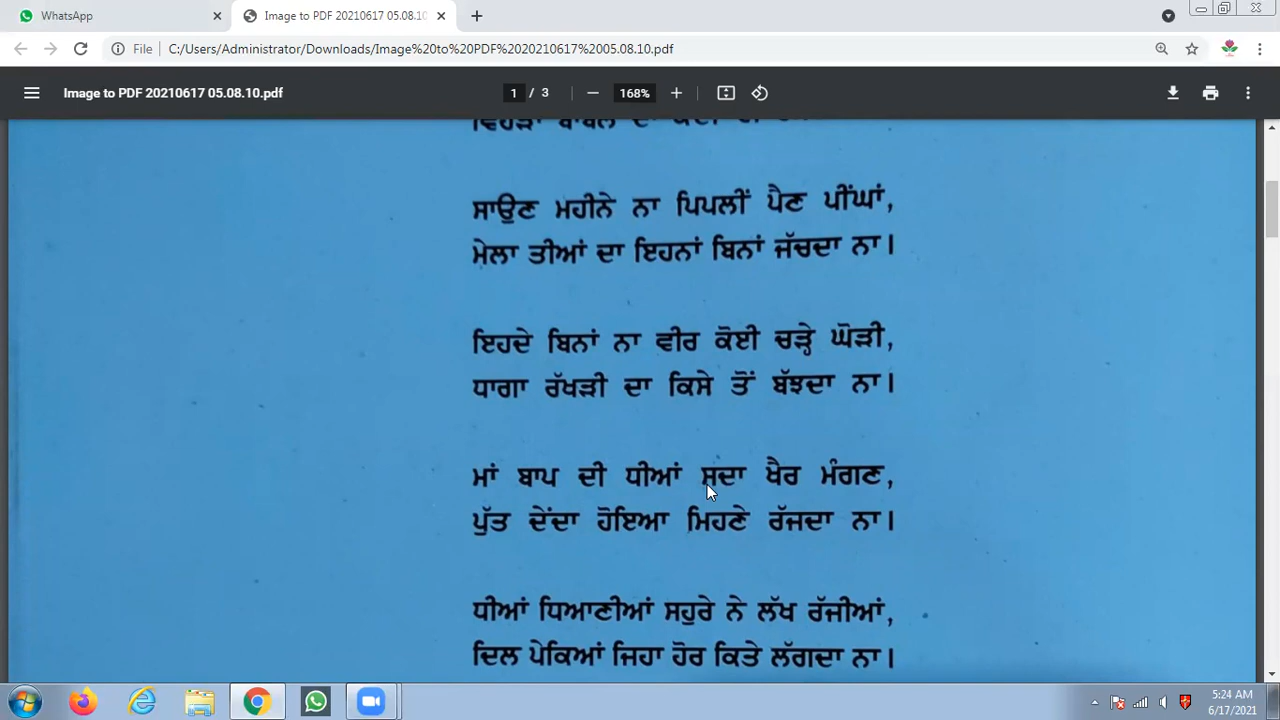 WhatsApp
Image to PDF 20210617 05.08.10.
File C:/Users/Administrator/Downloads/Image%20to%20PDF%2020210617%2005.08.10.pdf
Image to PDF 20210617 05.08.10.pdf 1 / 3 168%
ਵਿਹੜਾ ਬਾਬਲ ਦਾ
ਸਾਉਣ ਮਹੀਨੇ ਨਾ ਪਿਪਲੀਂ ਪੈਣ ਪੀਂਘਾਂ,
ਮੇਲਾ ਤੀਆਂ ਦਾ ਇਹਨਾਂ ਬਿਨਾਂ ਜੱਚਦਾ ਨਾ।
ਇਹਦੇ ਬਿਨਾਂ ਨਾ ਵੀਰ ਕੋਈ ਚੜ੍ਹੇ ਘੋੜੀ,
ਧਾਗਾ ਰੱਖੜੀ ਦਾ ਕਿਸੇ ਤੋਂ ਬੱਝਦਾ ਨਾ।
ਮਾਂ ਬਾਪ ਦੀ ਧੀਆਂ ਸਦਾ ਖੈਰ ਮੰਗਣ,
ਪੁੱਤ ਦੇਂਦਾ ਹੋਇਆ ਮਿਹਣੇ ਰੱਜਦਾ ਨਾ।
ਧੀਆਂ ਧਿਆਣੀਆਂ ਸਹੁਰੇ ਨੇ ਲੱਖ ਰੱਜੀਆਂ,
ਦਿਲ ਪੇਕਿਆਂ ਜਿਹਾ ਹੋਰ ਕਿਤੇ ਲੱਗਦਾ ਨਾ।
5:24 AM
6/17/2021